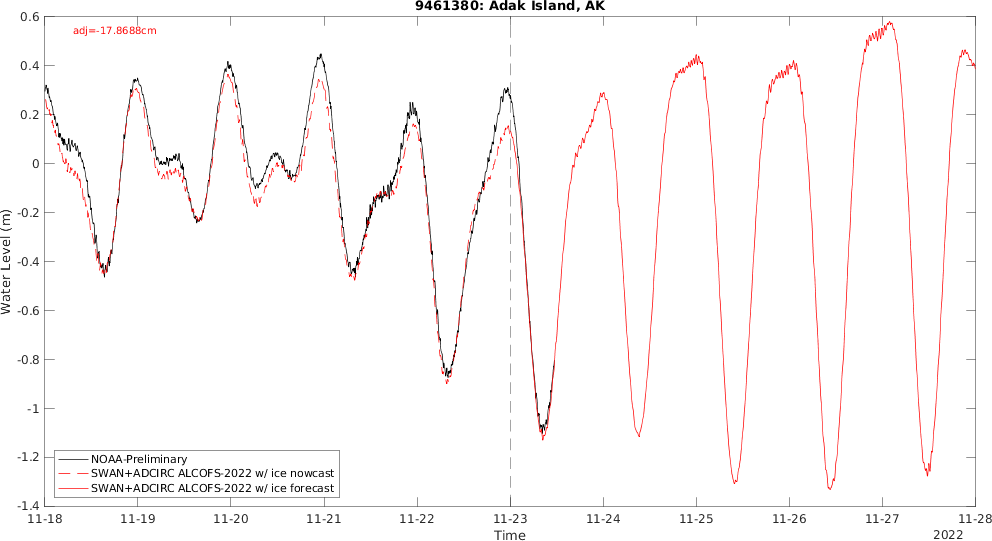 9461380: Adak Island, AK
adj=-17.8688cm
0.6
0.4
0.2
0
-0.2
-0.4
-0.6
-0.8
-1
-1.2
-1.4
Water Level (m)
NOAA-Preliminary
SWAN+ADCIRC ALCOFS-2022 w/ ice nowcast
SWAN+ADCIRC ALCOFS-2022 w/ ice forecast
11-18 11-19 11-20 11-21 11-22 11-23 11-24 11-25 11-26 11-27 11-28
Time
2022